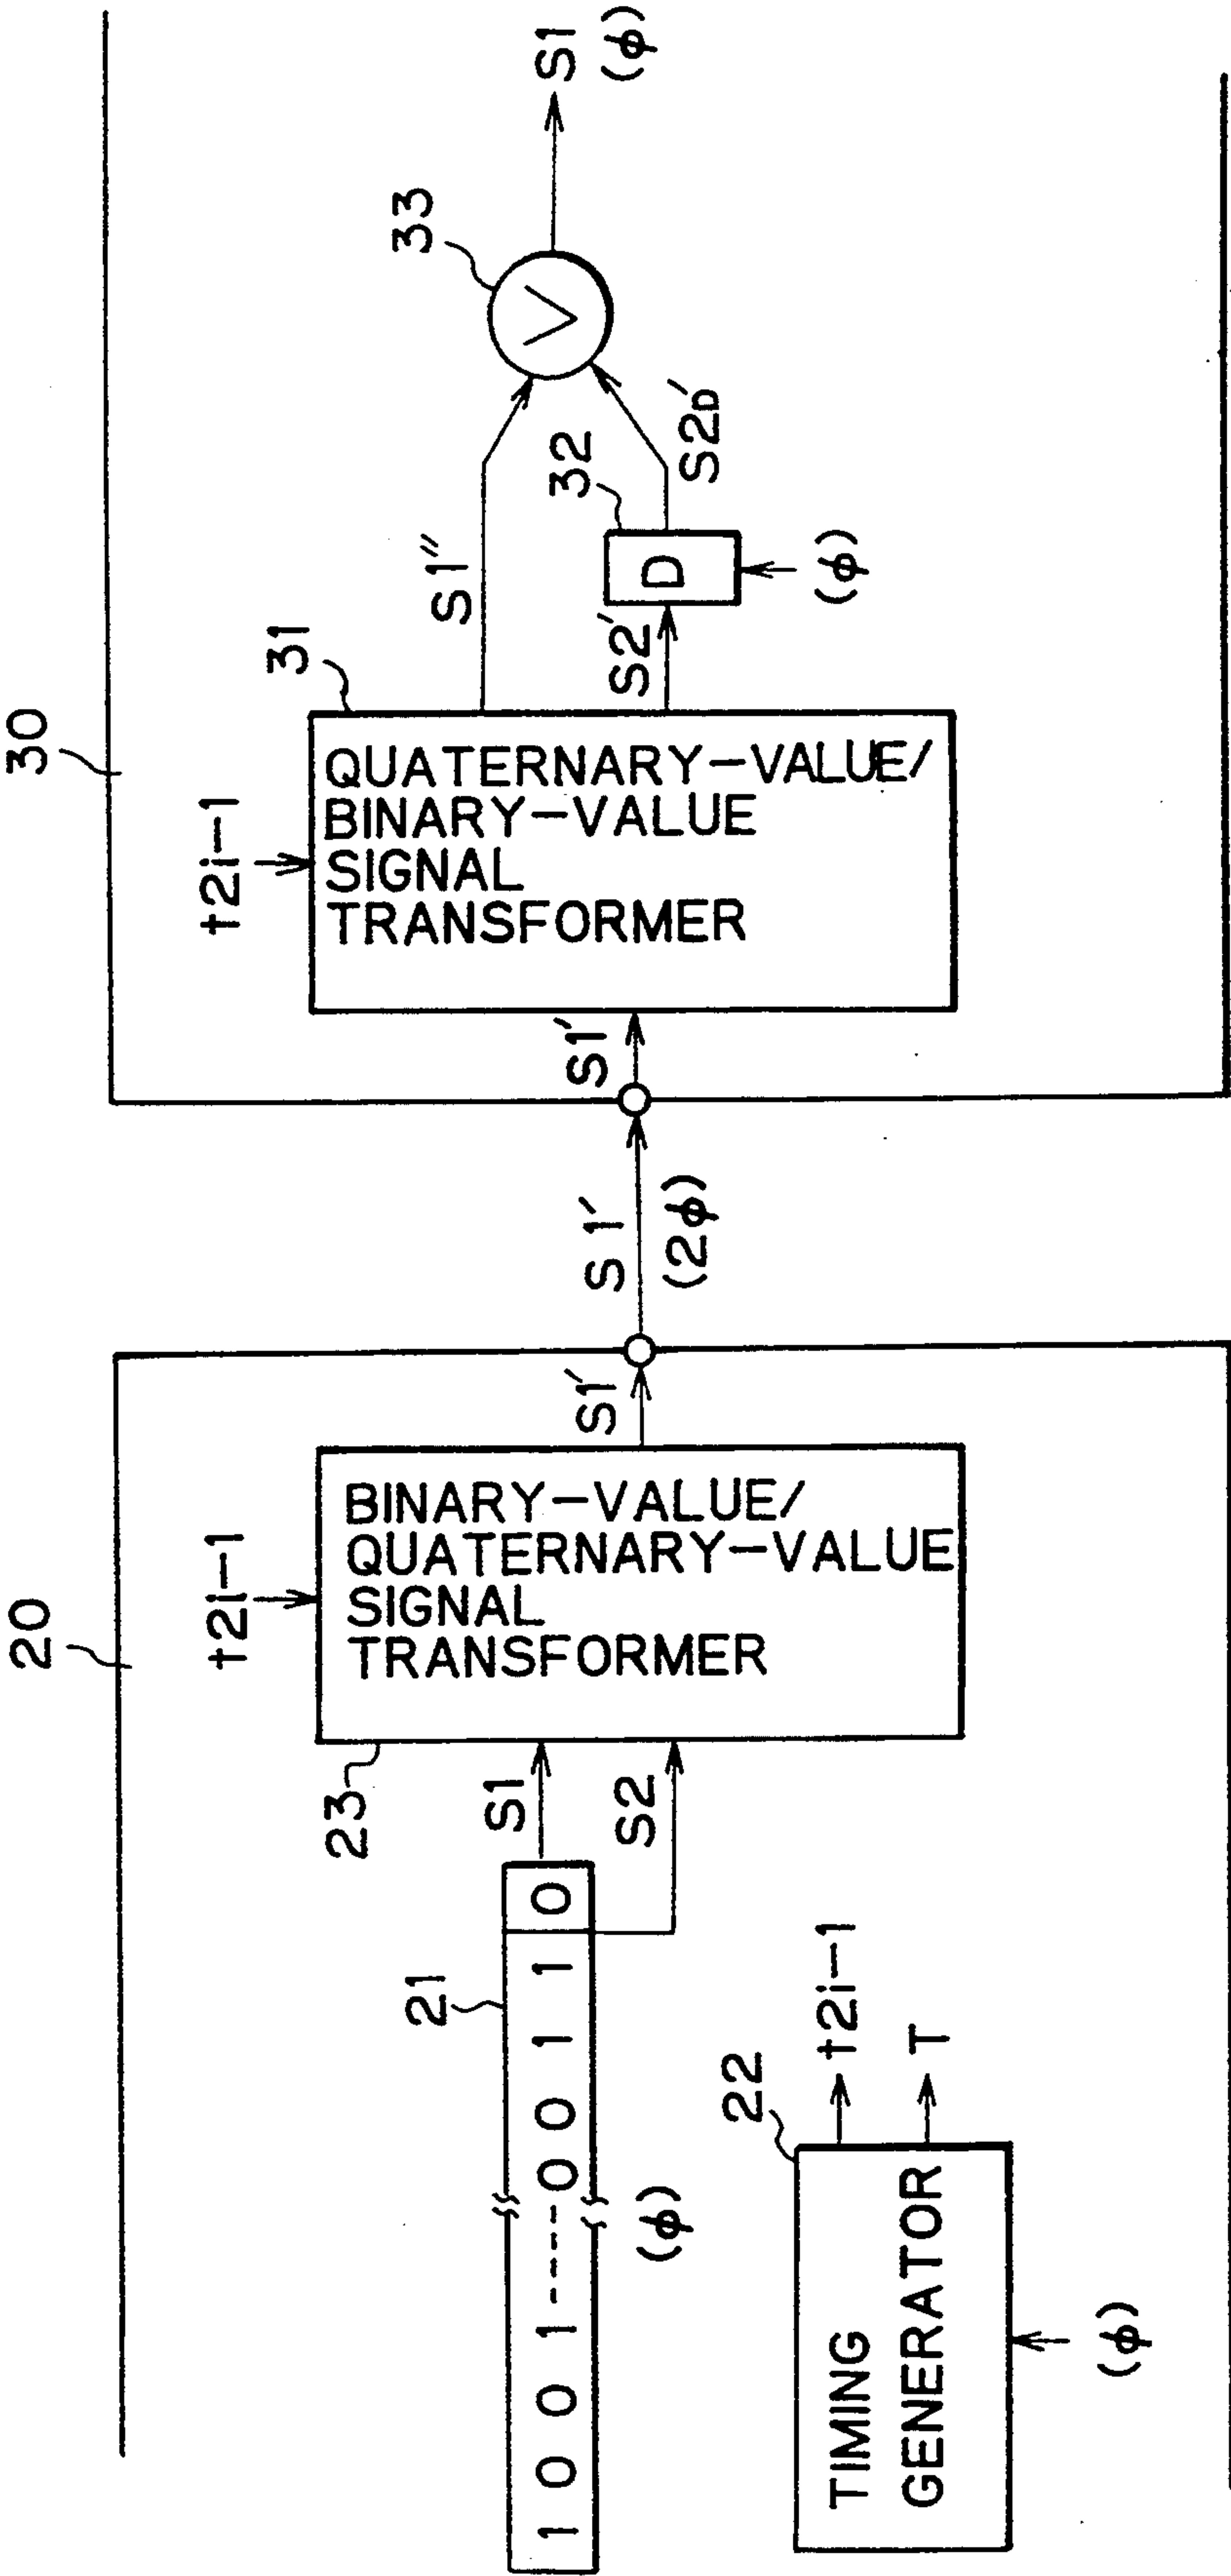 20
30
21
1 0 0 1 ---- 0 0 1 1 0
(φ)
S1
S2
22
TIMING
GENERATOR
t2i-1
T
(φ)
t2i-1
23
BINARY-VALUE/
QUATERNARY-VALUE
SIGNAL
TRANSFORMER
S1′
S1′
(2φ)
S1′
t2i-1
31
QUATERNARY-VALUE/
BINARY-VALUE
SIGNAL
TRANSFORMER
S1″
S2′
32
D
(φ)
S2D′
33
V
S1
(φ)